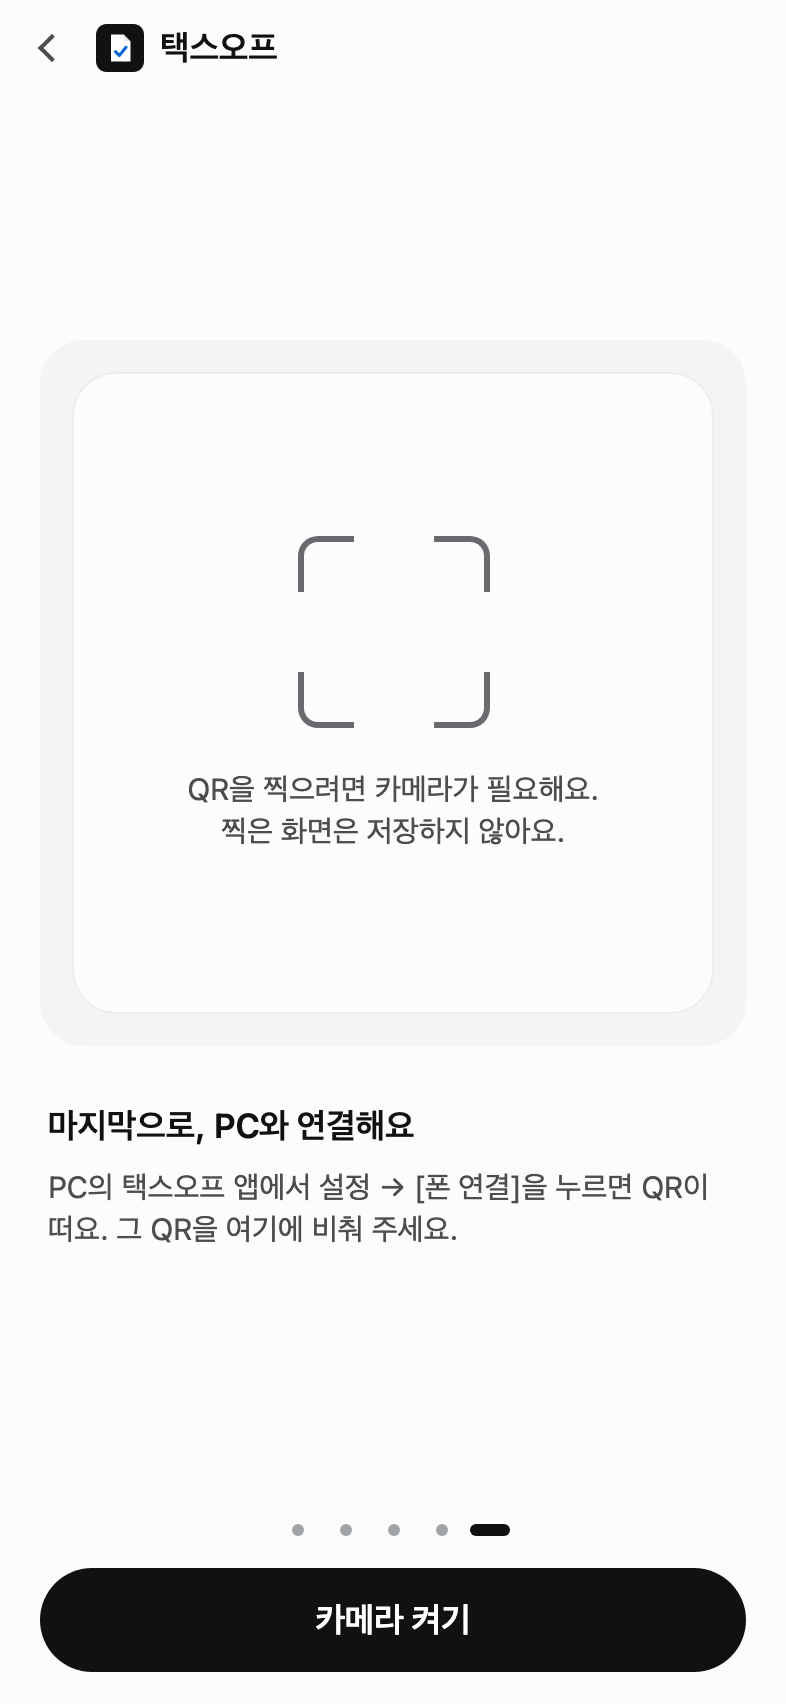 택스오프
QR을 찍으려면 카메라가 필요해요.
찍은 화면은 저장하지 않아요.
마지막으로, PC와 연결해요
PC의 택스오프 앱에서 설정 → [폰 연결]을 누르면 QR이
떠요. 그 QR을 여기에 비춰 주세요.
카메라 켜기